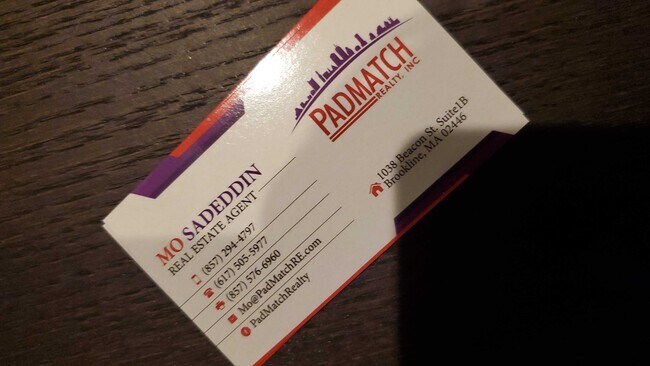 PADMATCH
REALTY, INC
MO SADEDDIN
REAL ESTATE AGENT
(857) 294-4797
(617) 505-5977
(857) 576-6960
Mo@PadMatchRE.com
PadMatchRealty
1038 Beacon St. Suite1B
Brookline, MA 02446